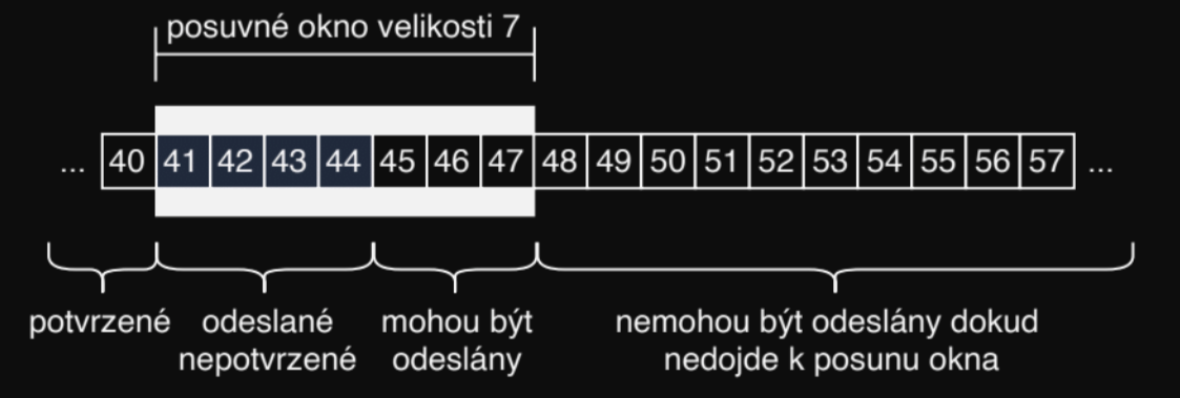 posuvné okno velikosti 7
... 40 41 42 43 44 45 46 47 48 49 50 51 52 53 54 55 56 57 ...
potvrzené odeslané mohou být nemohou být odeslány dokud
nepotvrzené odeslány nedojde k posunu okna